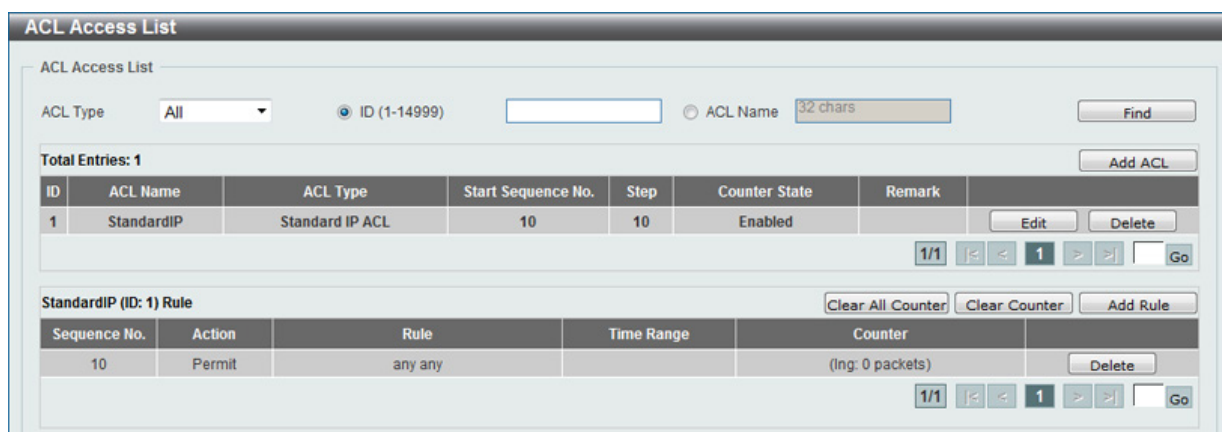 ACL Access List
ACL Access List
ACL Type All ID (1-14999) ACL Name 32 chars Find
Total Entries: 1 Add ACL
ID ACL Name ACL Type Start Sequence No. Step Counter State Remark
1 StandardIP Standard IP ACL 10 10 Enabled Edit Delete
1/1 |< < 1 > >| Go
StandardIP (ID: 1) Rule Clear All Counter Clear Counter Add Rule
Sequence No. Action Rule Time Range Counter
10 Permit any any (Ing: 0 packets) Delete
1/1 |< < 1 > >| Go